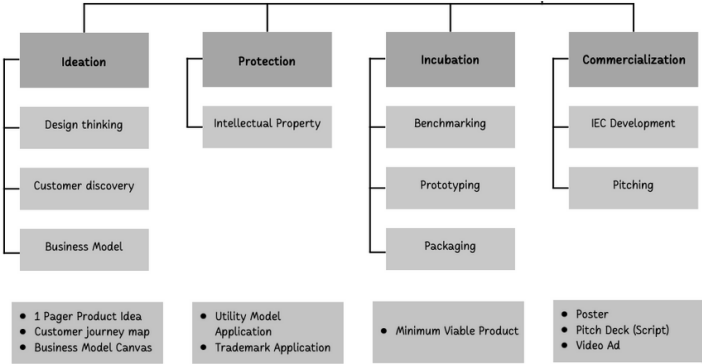 Ideation
Protection
Incubation
Commercialization
Design thinking
Intellectual Property
Benchmarking
IEC Development
Customer discovery
Prototyping
Pitching
Business Model
Packaging
• 1 Pager Product Idea
• Customer journey map
• Business Model Canvas
• Utility Model
Application
• Trademark Application
• Minimum Viable Product
• Poster
• Pitch Deck (Script)
• Video Ad